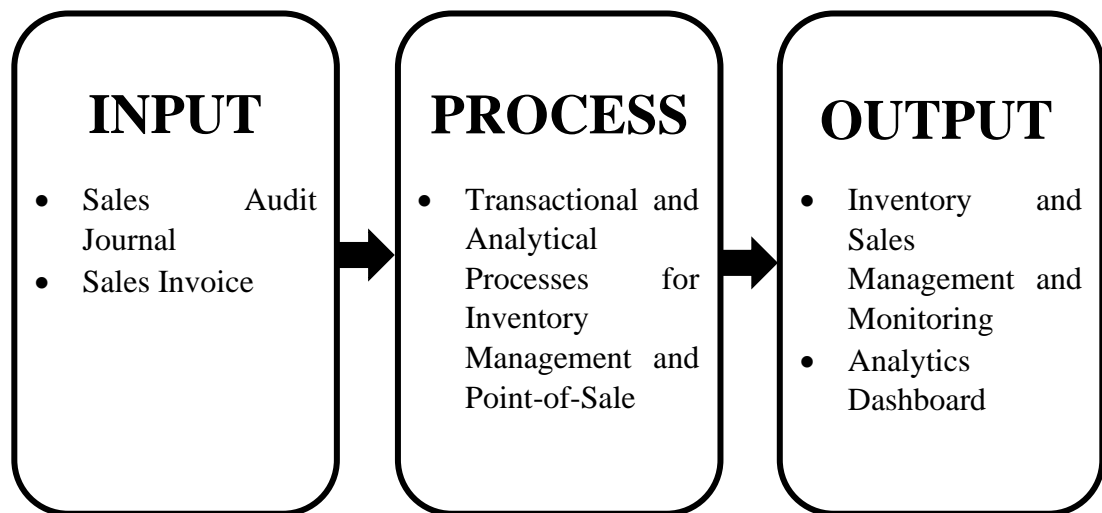 INPUT
• Sales Audit
Journal
• Sales Invoice
PROCESS
• Transactional and
Analytical
Processes for
Inventory
Management and
Point-of-Sale
OUTPUT
• Inventory and
Sales
Management and
Monitoring
• Analytics
Dashboard